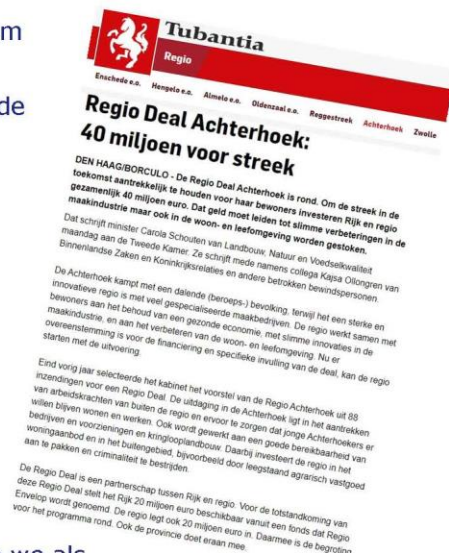 m
de
Tubantia
Regio
Enschede e.o. Hengelo e.o. Almelo e.o. Oldenzaal e.o. Reggestreek Achterhoek Zwolle
Regio Deal Achterhoek:
40 miljoen voor streek
DEN HAAG/BORCULO - De Regio Deal Achterhoek is rond. Om de streek in de
toekomst aantrekkelijk te houden voor haar bewoners investeren Rijk en regio
gezamenlijk 40 miljoen euro. Dat geld moet leiden tot slimme verbeteringen in de
maakindustrie maar ook in de woon- en leefomgeving worden gestoken.
Dat schrijft minister Carola Schouten van Landbouw, Natuur en Voedselkwaliteit
maandag aan de Tweede Kamer. Ze schrijft mede namens collega Kajsa Ollongren van
Binnenlandse Zaken en Koninkrijksrelaties en andere betrokken bewindspersonen.
De Achterhoek kampt met een dalende (beroeps-) bevolking, terwijl het een sterke en
innovatieve regio is met veel gespecialiseerde maakbedrijven. De regio werkt samen met
bewoners aan het behoud van een gezonde economie, met slimme innovaties in de
maakindustrie, en aan het verbeteren van de woon- en leefomgeving. Nu er
overeenstemming is voor de financiering en specifieke invulling van de deal, kan de regio
starten met de uitvoering.
Eind vorig jaar selecteerde het kabinet het voorstel van de Regio Achterhoek uit 88
inzendingen voor een Regio Deal. De uitdaging in de Achterhoek ligt in het aantrekken
van arbeidskrachten van buiten de regio en ervoor te zorgen dat jonge Achterhoekers er
willen blijven wonen en werken. Ook wordt gewerkt aan een goede bereikbaarheid van
bedrijven en voorzieningen en kringlooplandbouw. Daarbij investeert de regio in het
woningaanbod en in het buitengebied, bijvoorbeeld door leegstaand agrarisch vastgoed
aan te pakken en criminaliteit te bestrijden.
De Regio Deal is een partnerschap tussen Rijk en regio. Voor de totstandkoming van
deze Regio Deal stelt het Rijk 20 miljoen euro beschikbaar vanuit een fonds dat Regio
Envelop wordt genoemd. De regio legt ook 20 miljoen euro in. Daarmee is de begroting
voor het programma rond. Ook de provincie doet eraan mee.
we als